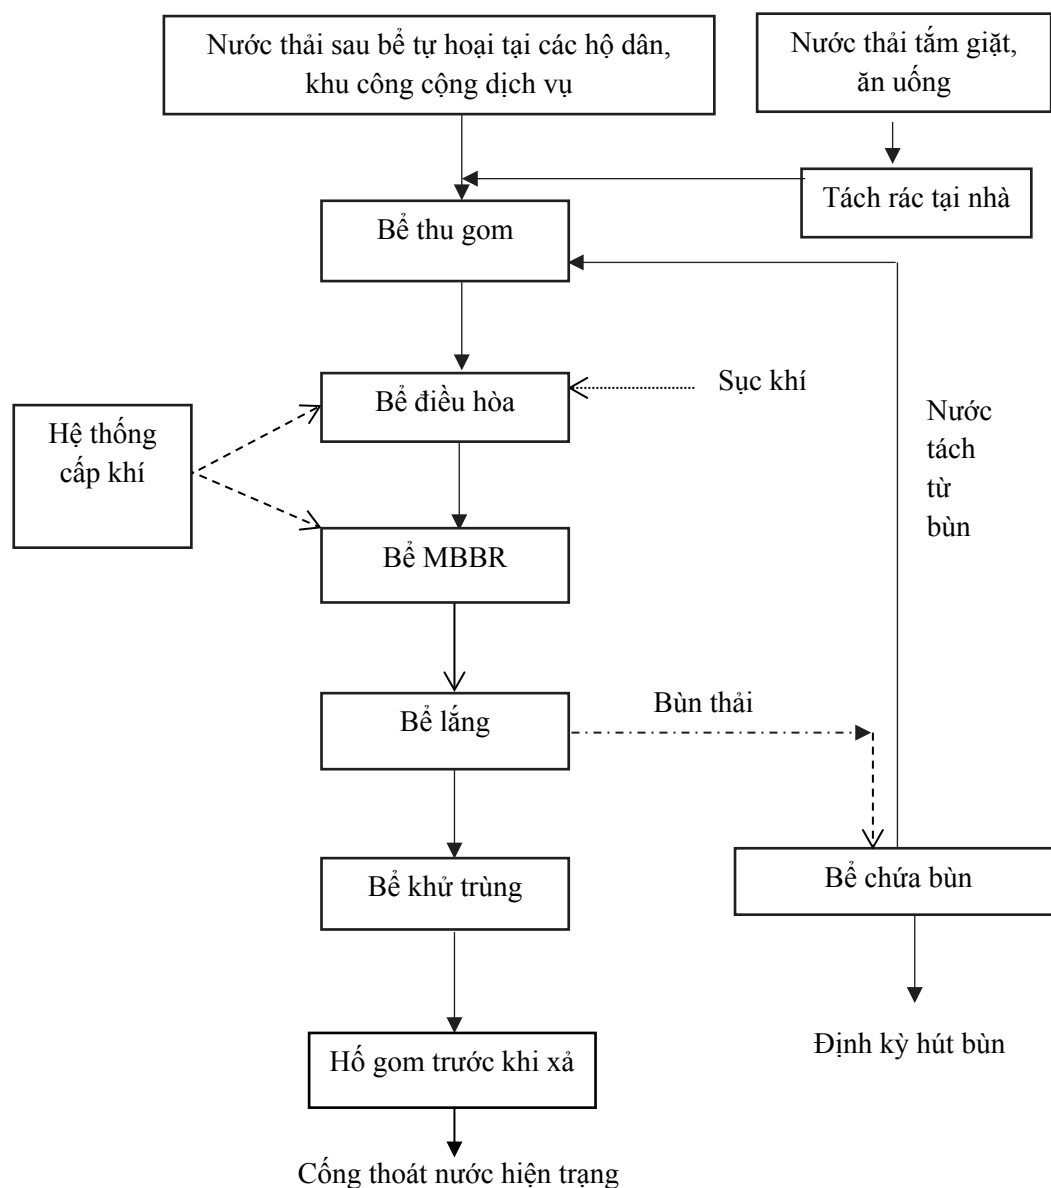 Nước thải sau bể tự hoại tại các hộ dân,
khu công cộng dịch vụ
Nước thải tắm giặt,
ăn uống
Tách rác tại nhà
Bể thu gom
Sục khí
Bể điều hòa
Hệ thống
cấp khí
Nước
tách
từ
bùn
Bể MBBR
Bùn thải
Bể lắng
Bể khử trùng
Bể chứa bùn
Định kỳ hút bùn
Hố gom trước khi xả
Cống thoát nước hiện trạng